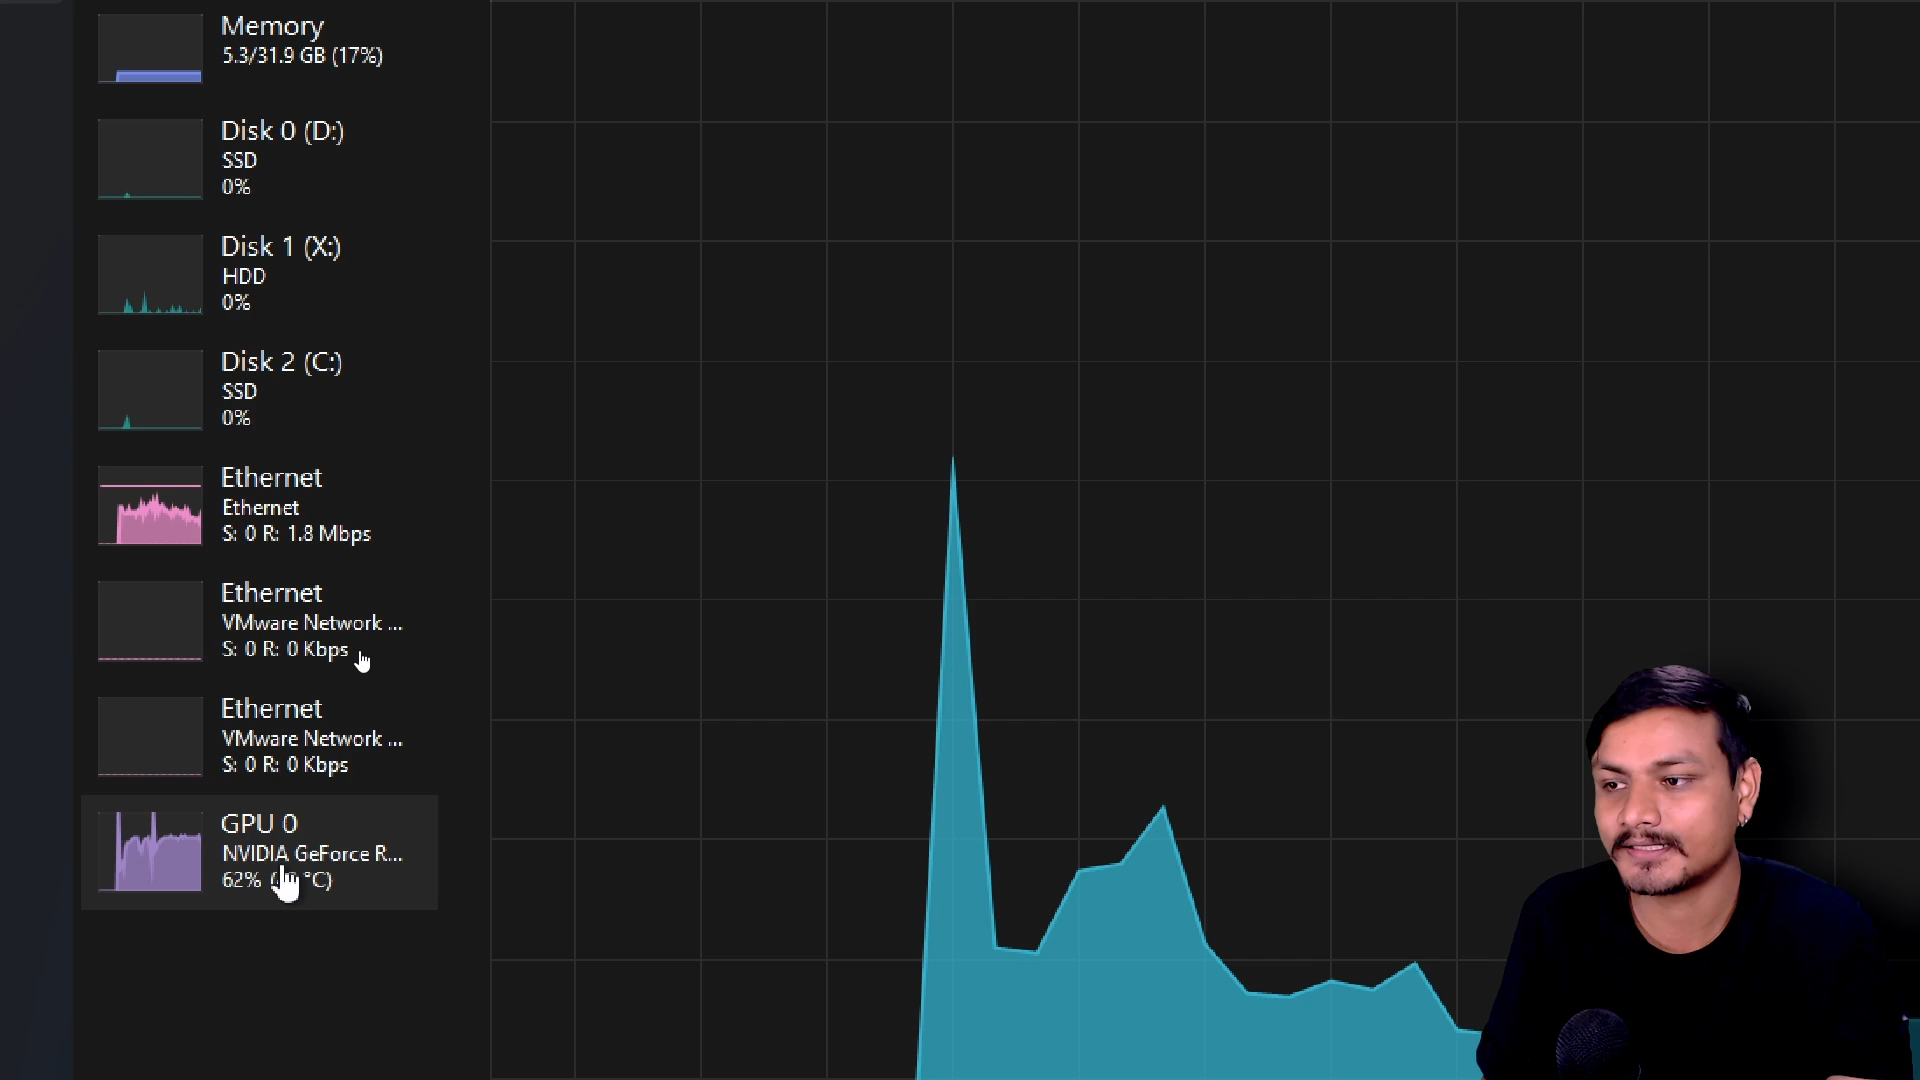 Memory
5.3/31.9 GB (17%)
Disk 0 (D:)
SSD
0%
Disk 1 (X:)
HDD
0%
Disk 2 (C:)
SSD
0%
Ethernet
Ethernet
S: 0 R: 1.8 Mbps
Ethernet
VMware Network ...
S: 0 R: 0 Kbps
Ethernet
VMware Network ...
S: 0 R: 0 Kbps
GPU 0
NVIDIA GeForce R...
62% °C)